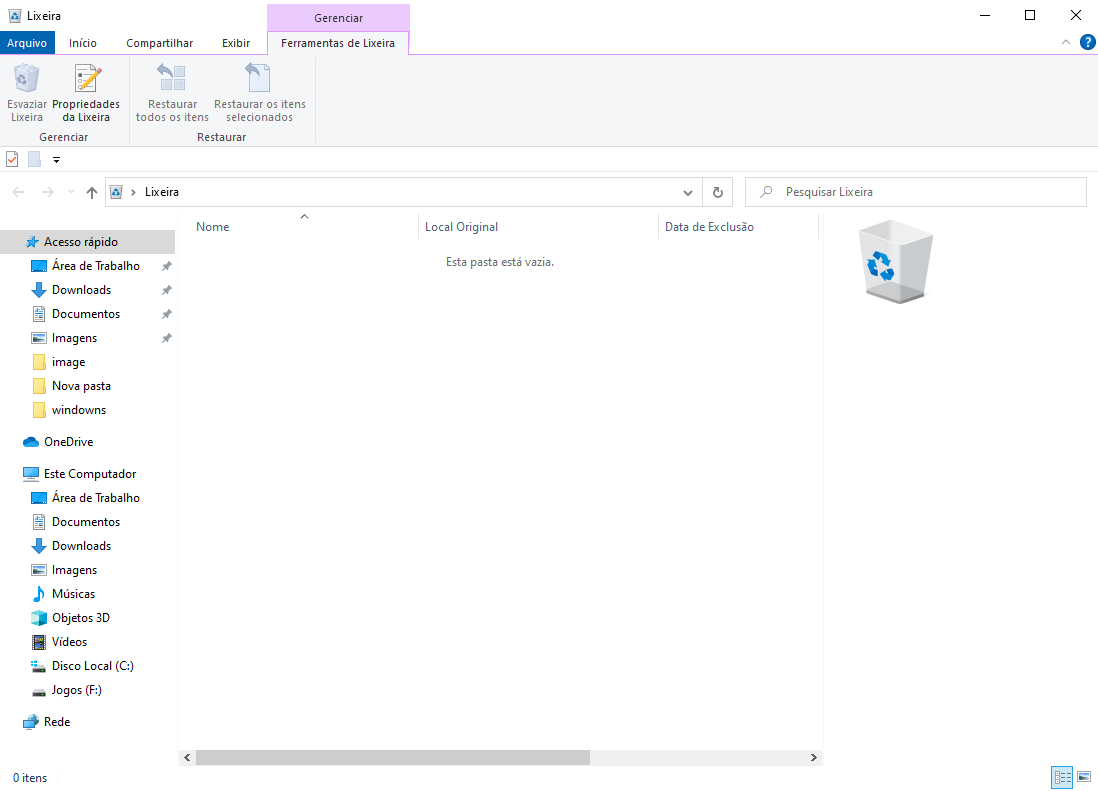 Lixeira
Gerenciar
Arquivo
Início
Compartilhar
Exibir
Ferramentas de Lixeira
Esvaziar
Lixeira
Propriedades
da Lixeira
Gerenciar
Restaurar
todos os itens
Restaurar os itens
selecionados
Restaurar
Lixeira
Pesquisar Lixeira
Nome
Local Original
Data de Exclusão
Esta pasta está vazia.
Acesso rápido
Área de Trabalho
Downloads
Documentos
Imagens
image
Nova pasta
windowns
OneDrive
Este Computador
Área de Trabalho
Documentos
Downloads
Imagens
Músicas
Objetos 3D
Vídeos
Disco Local (C:)
Jogos (F:)
Rede
0 itens